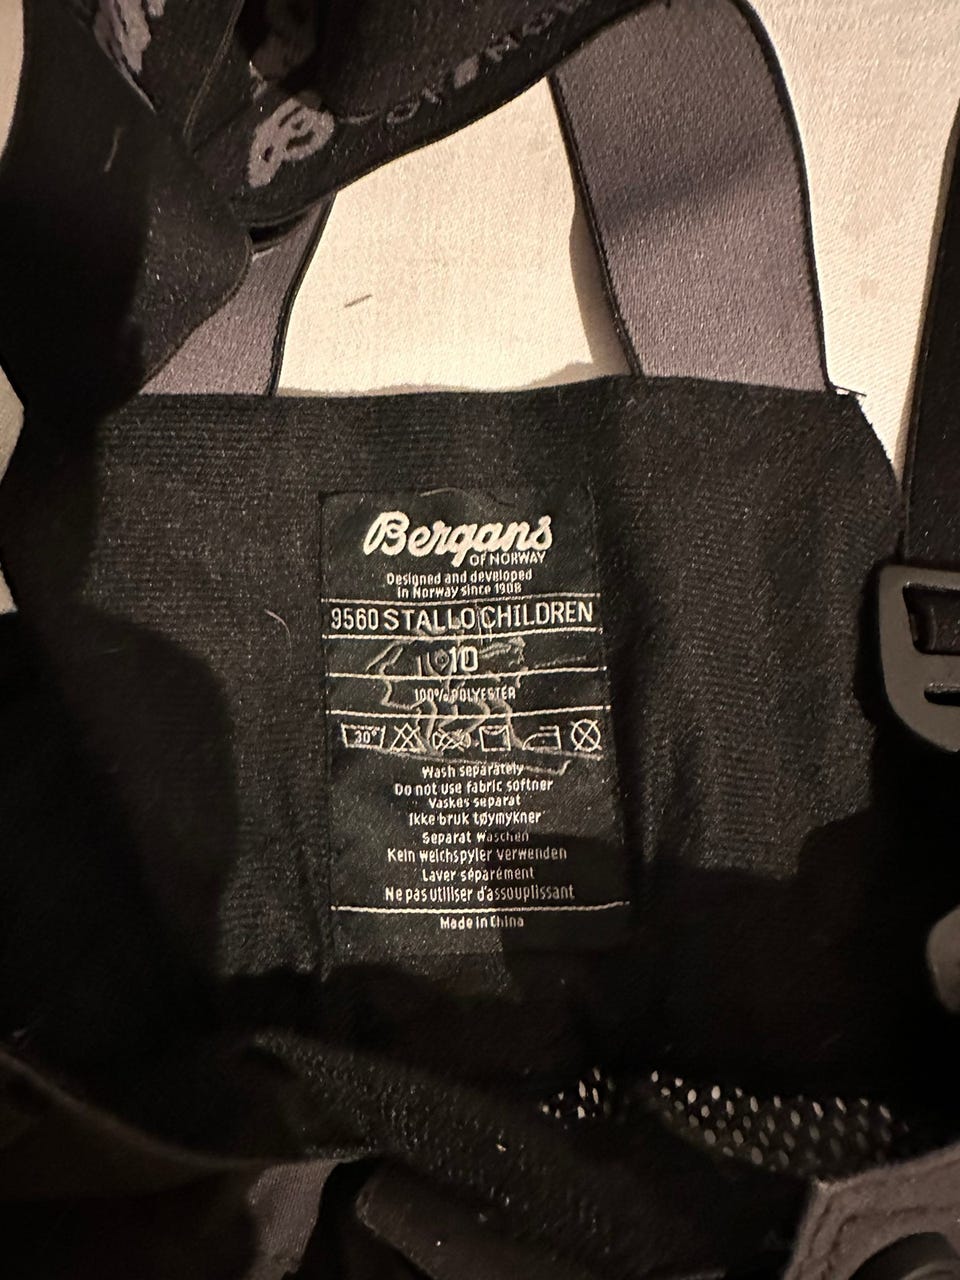 Bergans
OF NORWAY
Designed and developed
in Norway since 1908
9560 STALLO CHILDREN
10
100% POLYESTER
30°
Wash separately
Do not use fabric softner
Vaskes separat
Ikke bruk tøymykner
Separat waschen
Kein weichspyler verwenden
Laver séparément
Ne pas utiliser d'assouplissant
Made in China